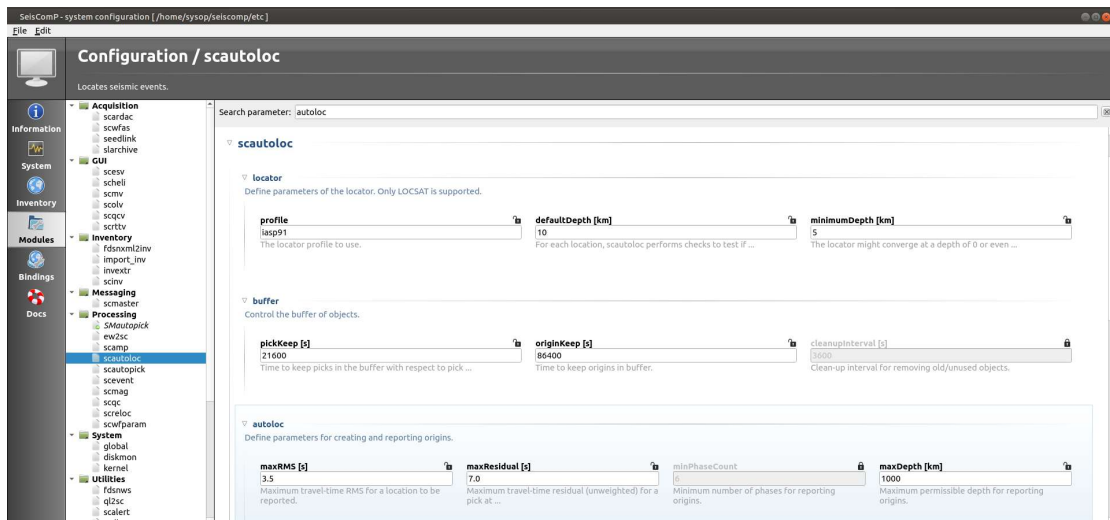 SeisComP - system configuration [ /home/sysop/seiscomp/etc ]
File Edit
Configuration / scautoloc
Locates seismic events.
Information
System
Inventory
Modules
Bindings
Docs
Acquisition
scardac
scwfas
seedlink
slarchive
GUI
scesv
scheli
scmv
scolv
scqcv
scrttv
Inventory
fdsnxml2inv
import_inv
invextr
scinv
Messaging
scmaster
Processing
SMautopick
ew2sc
scamp
scautoloc
scautopick
scevent
scmag
scqc
screloc
scwfparam
System
global
diskmon
kernel
Utilities
fdsnws
ql2sc
scalert
Search parameter: autoloc
scautoloc
locator
Define parameters of the locator. Only LOCSAT is supported.
profile defaultDepth [km] minimumDepth [km]
iasp91 10 5
The locator profile to use. For each location, scautoloc performs checks to test if ... The locator might converge at a depth of 0 or even ...
buffer
Control the buffer of objects.
pickKeep [s] originKeep [s] cleanupInterval [s]
21600 86400 3600
Time to keep picks in the buffer with respect to pick ... Time to keep origins in buffer. Clean-up interval for removing old/unused objects.
autoloc
Define parameters for creating and reporting origins.
maxRMS [s] maxResidual [s] minPhaseCount maxDepth [km]
3.5 7.0 6 1000
Maximum travel-time RMS for a location to be Maximum travel-time residual (unweighted) for a Minimum number of phases for reporting Maximum permissible depth for reporting
reported. pick at ... origins. origins.